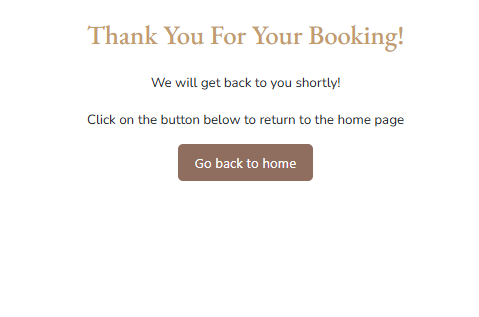 Thank You For Your Booking!
We will get back to you shortly!
Click on the button below to return to the home page
Go back to home